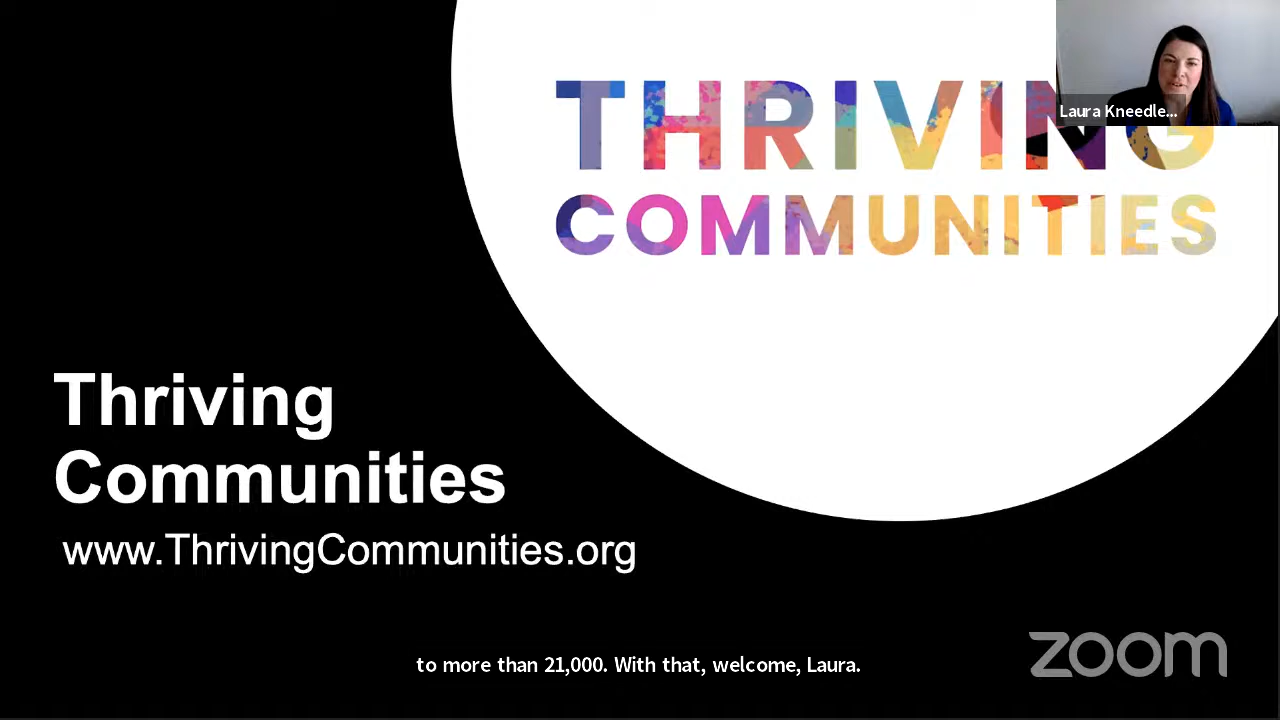 THRIVING
COMMUNITIES
Laura Kneedle...
Thriving
Communities
www.ThrivingCommunities.org
to more than 21,000. With that, welcome, Laura.
zoom